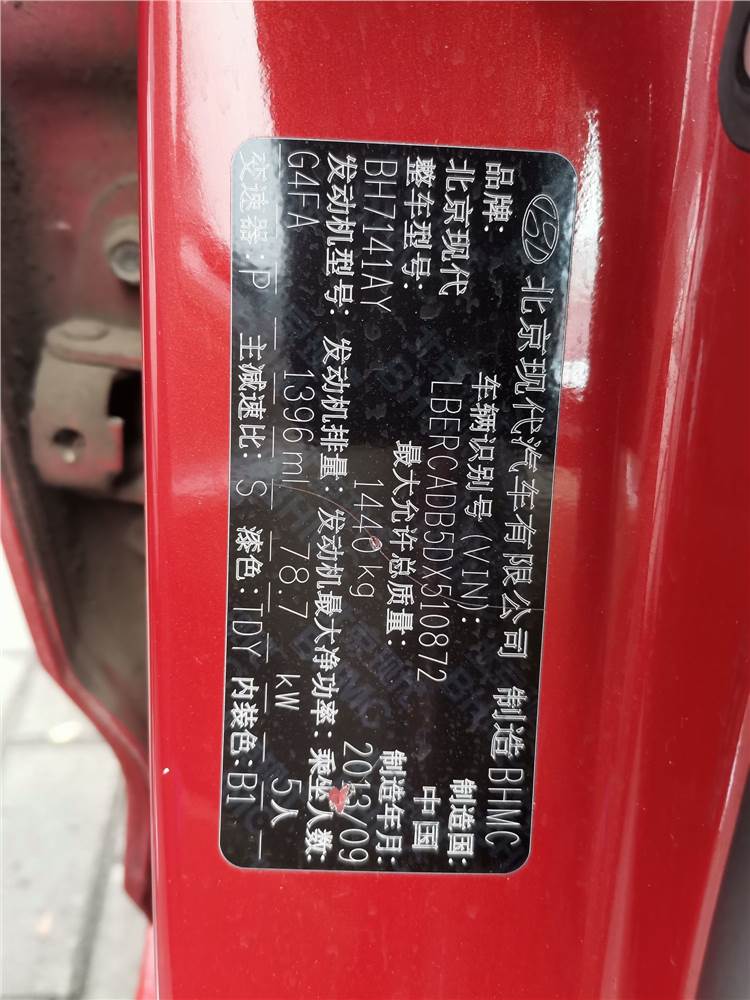 北京现代汽车有限公司 制造 BHMC
品牌: 车辆识别号(VIN): 制造国:
北京现代 LBERCADB5DX510872 中国
整车型号: 最大允许总质量: 制造年月:
BH7141AY 1440 kg 2013/09
发动机型号: 发动机排量: 发动机最大净功率: 乘坐人数:
G4FA 1396 ml 78.7 kW 5人
变速器: P 主减速比: S 漆色: TDY 内装色: B1